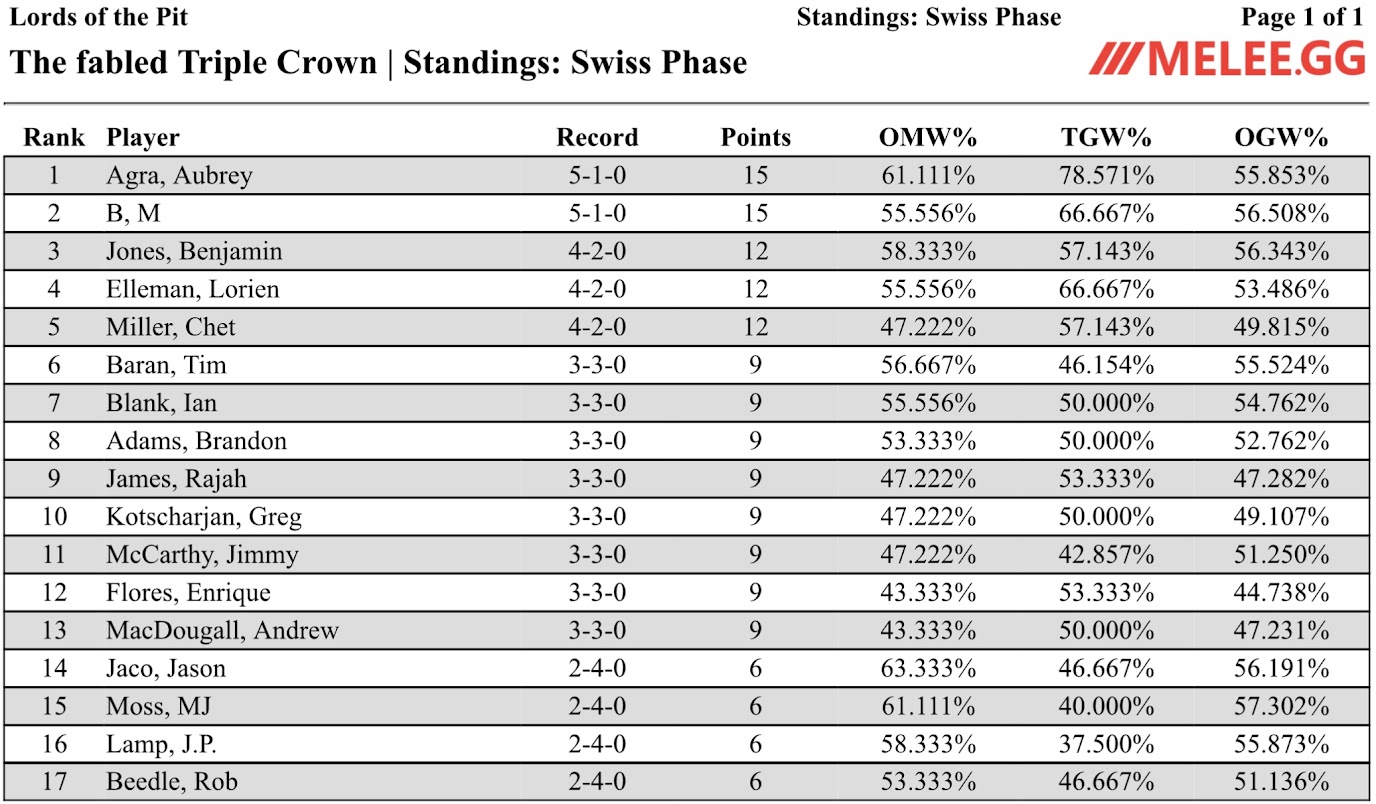 Lords of the Pit Standings: Swiss Phase Page 1 of 1
The fabled Triple Crown | Standings: Swiss Phase MELEE.GG
Rank Player Record Points OMW% TGW% OGW%
1 Agra, Aubrey 5-1-0 15 61.111% 78.571% 55.853%
2 B, M 5-1-0 15 55.556% 66.667% 56.508%
3 Jones, Benjamin 4-2-0 12 58.333% 57.143% 56.343%
4 Elleman, Lorien 4-2-0 12 55.556% 66.667% 53.486%
5 Miller, Chet 4-2-0 12 47.222% 57.143% 49.815%
6 Baran, Tim 3-3-0 9 56.667% 46.154% 55.524%
7 Blank, Ian 3-3-0 9 55.556% 50.000% 54.762%
8 Adams, Brandon 3-3-0 9 53.333% 50.000% 52.762%
9 James, Rajah 3-3-0 9 47.222% 53.333% 47.282%
10 Kotscharjan, Greg 3-3-0 9 47.222% 50.000% 49.107%
11 McCarthy, Jimmy 3-3-0 9 47.222% 42.857% 51.250%
12 Flores, Enrique 3-3-0 9 43.333% 53.333% 44.738%
13 MacDougall, Andrew 3-3-0 9 43.333% 50.000% 47.231%
14 Jaco, Jason 2-4-0 6 63.333% 46.667% 56.191%
15 Moss, MJ 2-4-0 6 61.111% 40.000% 57.302%
16 Lamp, J.P. 2-4-0 6 58.333% 37.500% 55.873%
17 Beedle, Rob 2-4-0 6 53.333% 46.667% 51.136%